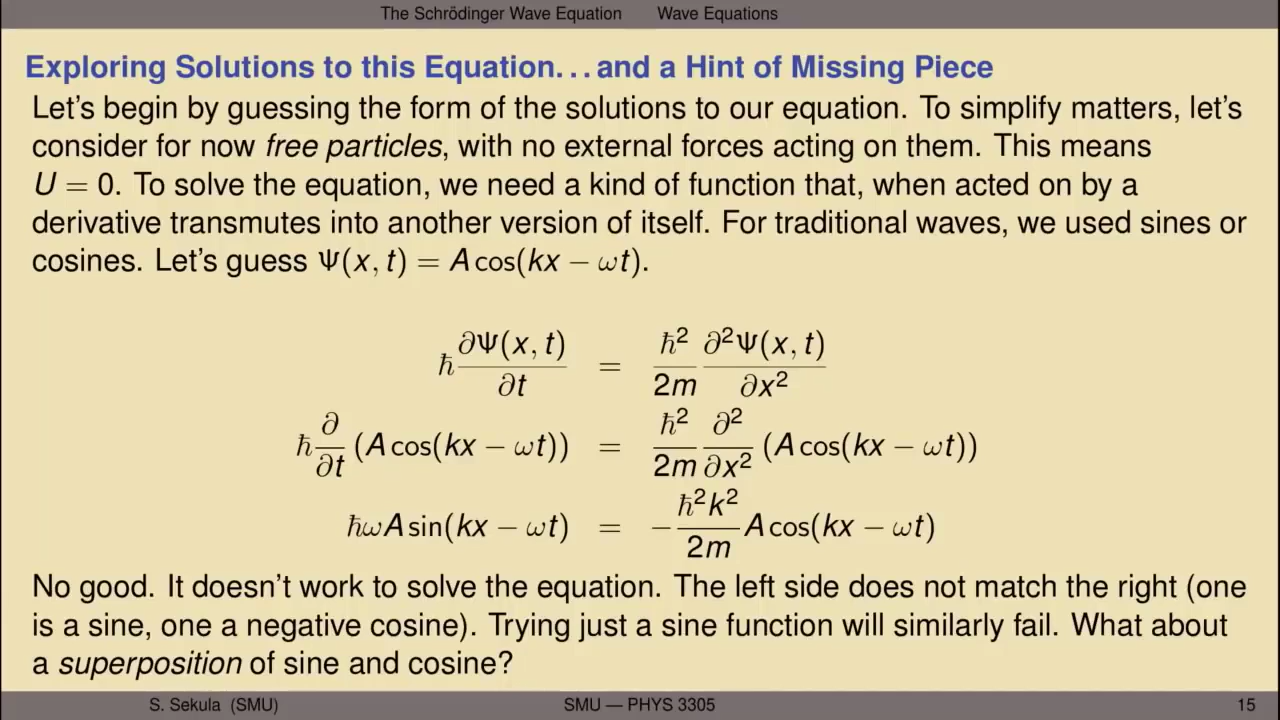 The Schrödinger Wave Equation Wave Equations
Exploring Solutions to this Equation... and a Hint of Missing Piece
Let's begin by guessing the form of the solutions to our equation. To simplify matters, let's
consider for now free particles, with no external forces acting on them. This means
U = 0. To solve the equation, we need a kind of function that, when acted on by a
derivative transmutes into another version of itself. For traditional waves, we used sines or
cosines. Let's guess Ψ(x, t) = A cos(kx − ωt).
ħ ∂Ψ(x, t)/∂t = ħ²/2m ∂²Ψ(x, t)/∂x²
ħ ∂/∂t (A cos(kx − ωt)) = ħ²/2m ∂²/∂x² (A cos(kx − ωt))
ħωA sin(kx − ωt) = − ħ²k²/2m A cos(kx − ωt)
No good. It doesn't work to solve the equation. The left side does not match the right (one
is a sine, one a negative cosine). Trying just a sine function will similarly fail. What about
a superposition of sine and cosine?
S. Sekula (SMU) SMU — PHYS 3305 15